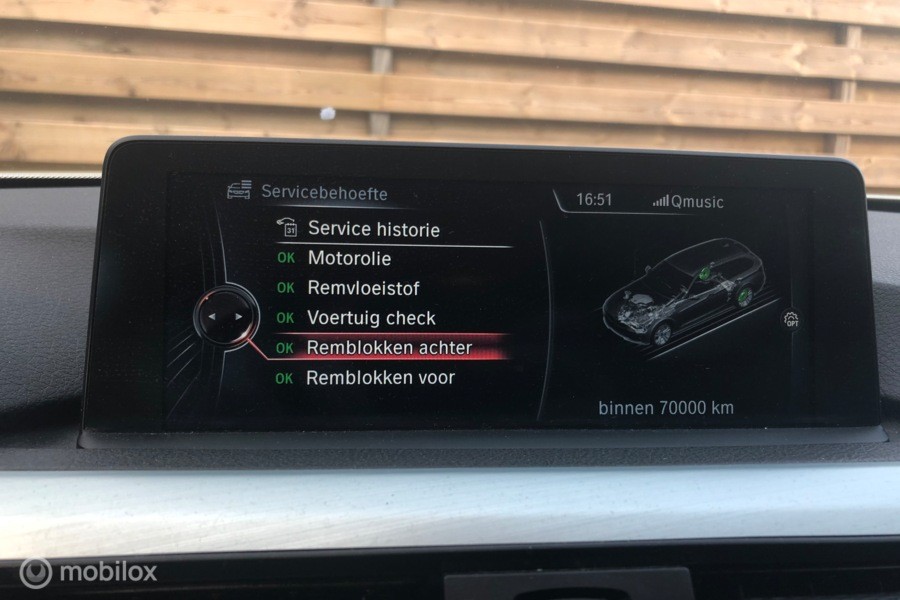 Servicebehoefte
16:51
Qmusic
31 Service historie
OK Motorolie
OK Remvloeistof
OK Voertuig check
OK Remblokken achter
OK Remblokken voor
OPT
binnen 70000 km
mobilox